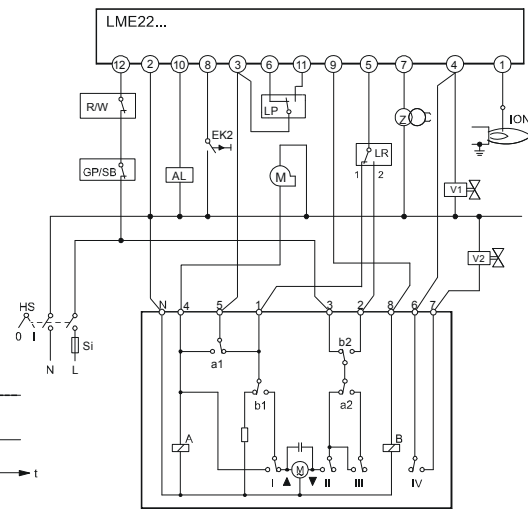 LME22...
12 2 10 8 3 6 11 9 5 7 4 1
R/W
LP
Z
ION
EK2
GP/SB
AL
M
LR
1 2
V1
V2
HS
0 I
Si
N L
N 4 5 1 3 2 8 6 7
a1
b2
b1
a2
A
B
M
I II III IV
t